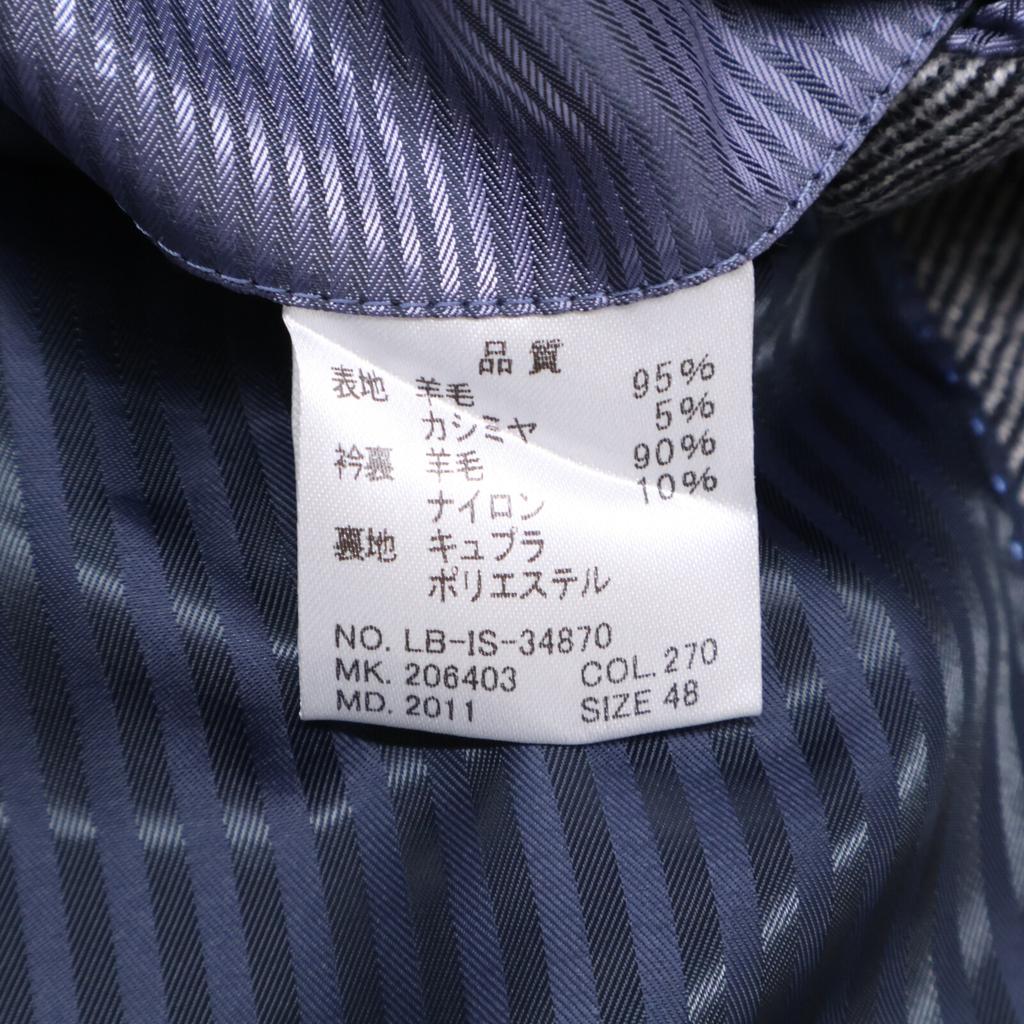 品質
表地 羊毛 95%
カシミヤ 5%
衿裏 羊毛 90%
ナイロン 10%
裏地 キュプラ
ポリエステル
NO. LB-IS-34870
MK. 206403 COL. 270
MD. 2011 SIZE 48